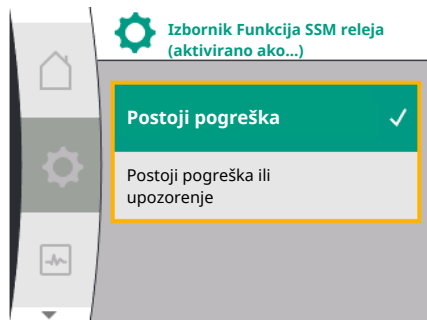 Izbornik Funkcija SSM releja
(aktivirano ako...)
Postoji pogreška
Postoji pogreška ili
upozorenje